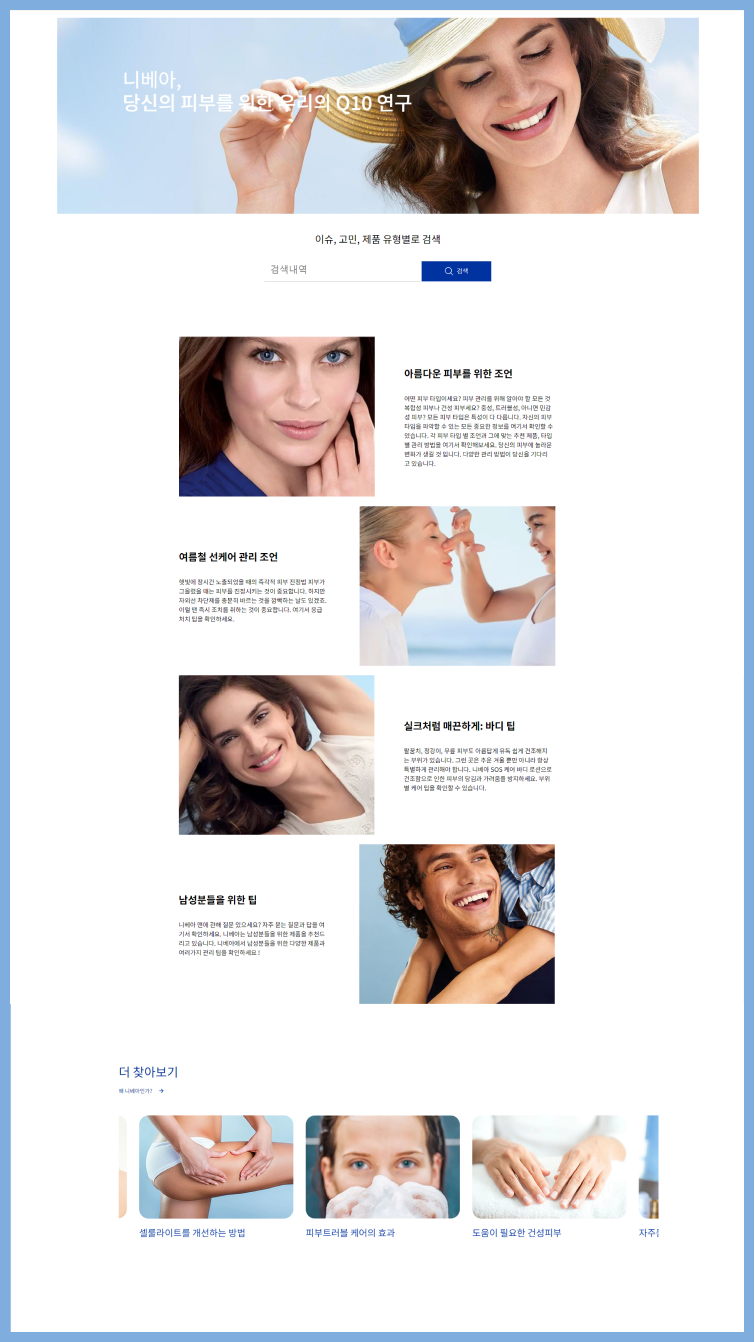 니베아,
당신의 피부를 위한 우리의 Q10 연구
이슈, 고민, 제품 유형별로 검색
검색내역
검색
아름다운 피부를 위한 조언
어떤 피부 타입이세요? 피부 관리를 위해 알아야 할 모든 것
복합성 피부나 건성 피부세요? 중성, 트러블성, 아니면 민감
성 피부? 모든 피부 타입은 특성이 다 다릅니다. 자신의 피부
타입을 파악할 수 있는 모든 중요한 정보를 여기서 확인할 수
있습니다. 각 피부 타입 별 조언과 그에 맞는 추천 제품, 타입
별 관리 방법을 여기서 확인해보세요. 당신의 피부에 놀라운
변화가 생길 것 입니다. 다양한 관리 방법이 당신을 기다리
고 있습니다.
여름철 선케어 관리 조언
햇빛에 장시간 노출되었을 때의 즉각적 피부 진정법 피부가
그을렸을 때는 피부를 진정시키는 것이 중요합니다. 하지만
자외선 차단제를 충분히 바르는 것을 깜빡하는 날도 있겠죠.
이럴 땐 즉시 조치를 취하는 것이 중요합니다. 여기서 응급
처치 팁을 확인하세요.
실크처럼 매끈하게: 바디 팁
팔꿈치, 정강이, 무릎 피부도 아름답게 유독 쉽게 건조해지
는 부위가 있습니다. 그런 곳은 추운 겨울 뿐만 아니라 항상
특별하게 관리해야 합니다. 니베아 SOS 케어 바디 로션으로
건조함으로 인한 피부의 당김과 가려움을 방지하세요. 부위
별 케어 팁을 확인할 수 있습니다.
남성분들을 위한 팁
니베아 맨에 관해 질문 있으세요? 자주 묻는 질문과 답을 여
기서 확인하세요. 니베아는 남성분들을 위한 제품을 추천드
리고 있습니다. 니베아에서 남성분들을 위한 다양한 제품과
여러가지 관리 팁을 확인하세요 !
더 찾아보기
왜 니베아인가?
셀룰라이트를 개선하는 방법
피부트러블 케어의 효과
도움이 필요한 건성피부
자주